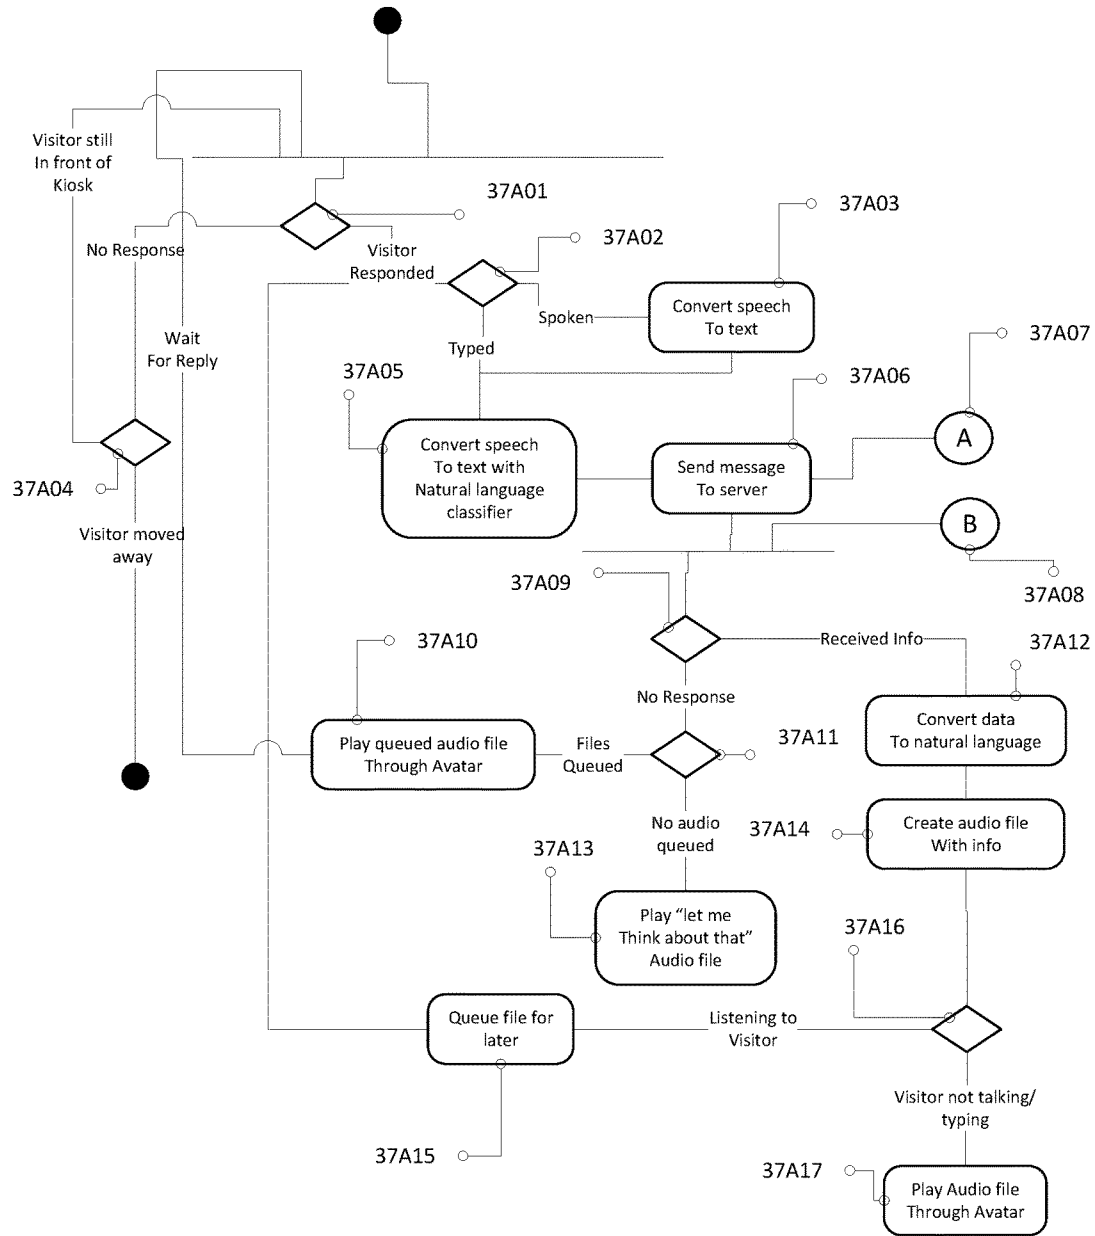 Visitor still
In front of
Kiosk
37A01
37A03
37A02
No Response
Visitor
Responded
Convert speech
To text
Spoken
Wait
For Reply
Typed
37A07
37A05
37A06
A
Convert speech
To text with
Natural language
classifier
Send message
To server
37A04
Visitor moved
away
B
37A09
37A08
37A10
Received Info
37A12
No Response
Convert data
To natural language
Play queued audio file
Through Avatar
Files
Queued
37A11
No audio
queued
37A14
Create audio file
With info
37A13
Play “let me
Think about that”
Audio file
37A16
Queue file for
later
Listening to
Visitor
Visitor not talking/
typing
37A15
37A17
Play Audio file
Through Avatar